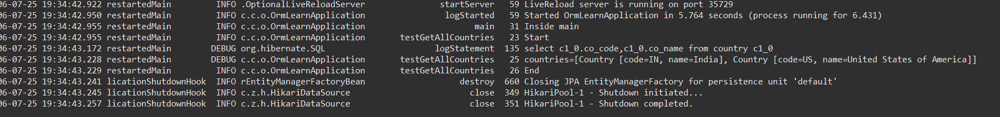 06-07-25 19:34:42.922 restartedMain INFO .OptionalLiveReloadServer startServer 59 LiveReload server is running on port 35729
06-07-25 19:34:42.950 restartedMain INFO c.c.o.OrmLearnApplication logStarted 59 Started OrmLearnApplication in 5.764 seconds (process running for 6.431)
06-07-25 19:34:42.955 restartedMain INFO c.c.o.OrmLearnApplication main 31 Inside main
06-07-25 19:34:42.955 restartedMain INFO c.c.o.OrmLearnApplication testGetAllCountries 23 Start
06-07-25 19:34:43.172 restartedMain DEBUG org.hibernate.SQL logStatement 135 select c1_0.co_code,c1_0.co_name from country c1_0
06-07-25 19:34:43.228 restartedMain DEBUG c.c.o.OrmLearnApplication testGetAllCountries 25 countries=[Country [code=IN, name=India], Country [code=US, name=United States of America]]
06-07-25 19:34:43.229 restartedMain INFO c.c.o.OrmLearnApplication testGetAllCountries 26 End
06-07-25 19:34:43.241 licationShutdownHook INFO rEntityManagerFactoryBean destroy 660 Closing JPA EntityManagerFactory for persistence unit 'default'
06-07-25 19:34:43.245 licationShutdownHook INFO c.z.h.HikariDataSource close 349 HikariPool-1 - Shutdown initiated...
06-07-25 19:34:43.257 licationShutdownHook INFO c.z.h.HikariDataSource close 351 HikariPool-1 - Shutdown completed.